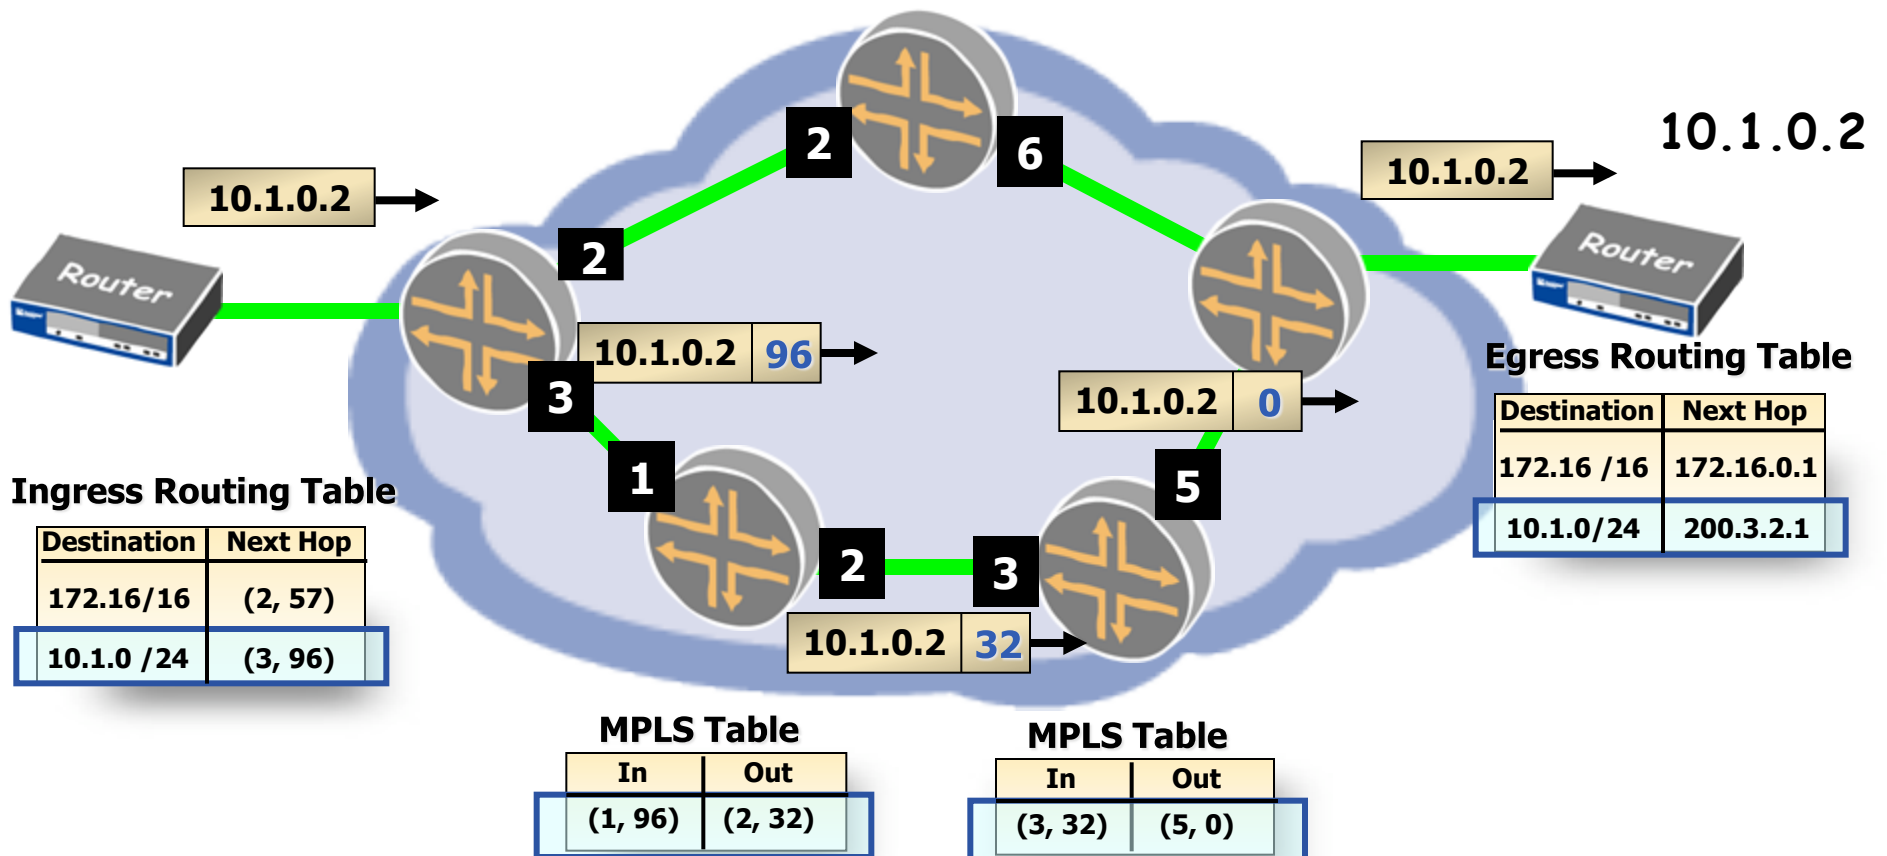 10.1.0.2
2
6
10.1.0.2
10.1.0.2
Router
2
Router
10.1.0.2 96
3
Egress Routing Table
Destination Next Hop
172.16 /16 172.16.0.1
10.1.0/24 200.3.2.1
10.1.0.2 0
1
5
Ingress Routing Table
Destination Next Hop
172.16/16 (2, 57)
10.1.0 /24 (3, 96)
2
3
10.1.0.2 32
MPLS Table
In Out
(1, 96) (2, 32)
MPLS Table
In Out
(3, 32) (5, 0)